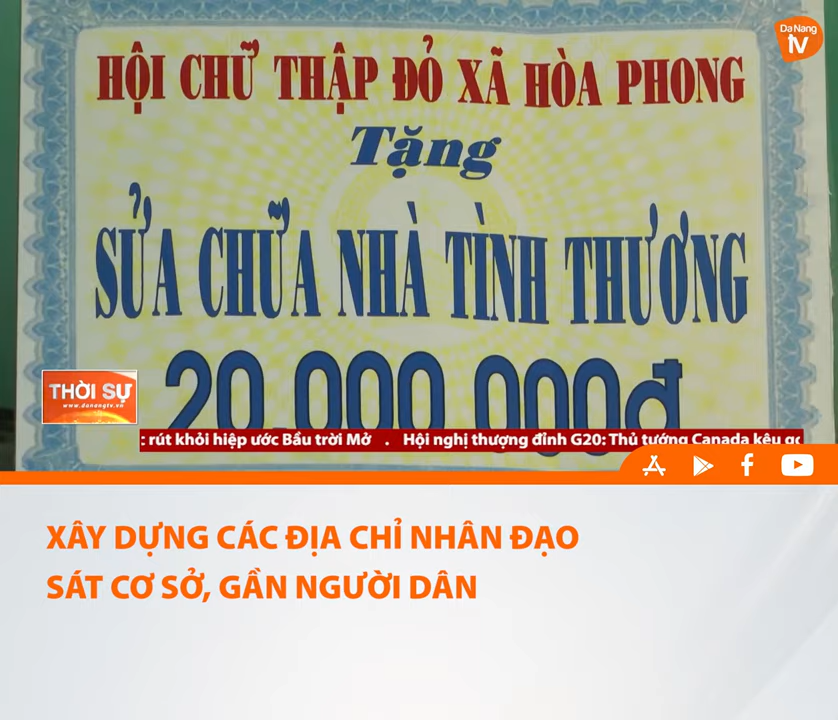 Da Nang
tv
HỘI CHỮ THẬP ĐỎ XÃ HÒA PHONG
Tặng
SỬA CHỮA NHÀ TÌNH THƯƠNG
20.000.000đ
THỜI SỰ
www.danangtv.vn
rút khỏi hiệp ước Bầu trời Mở . Hội nghị thượng đỉnh G20: Thủ tướng Canada kêu
XÂY DỰNG CÁC ĐỊA CHỈ NHÂN ĐẠO
SÁT CƠ SỞ, GẦN NGƯỜI DÂN